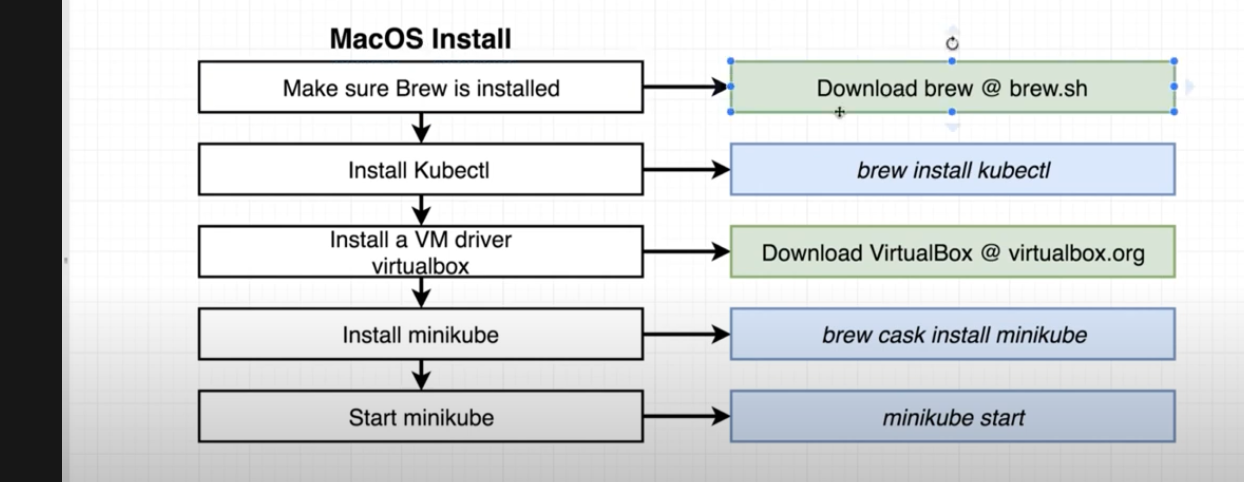 MacOS Install
Make sure Brew is installed
Download brew @ brew.sh
Install Kubectl
brew install kubectl
Install a VM driver
virtualbox
Download VirtualBox @ virtualbox.org
Install minikube
brew cask install minikube
Start minikube
minikube start